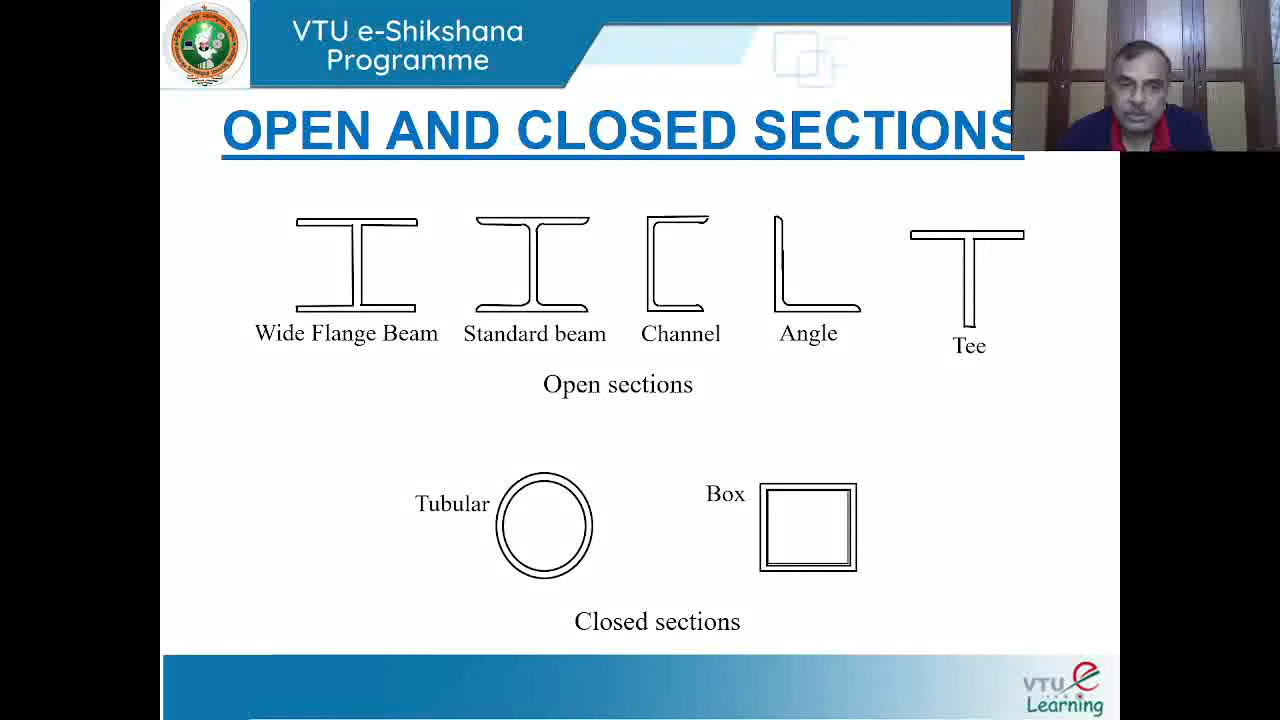 VTU e-Shikshana
Programme
OPEN AND CLOSED SECTIONS
Wide Flange Beam
Standard beam
Channel
Angle
Tee
Open sections
Tubular
Box
Closed sections
VTU e
Learning